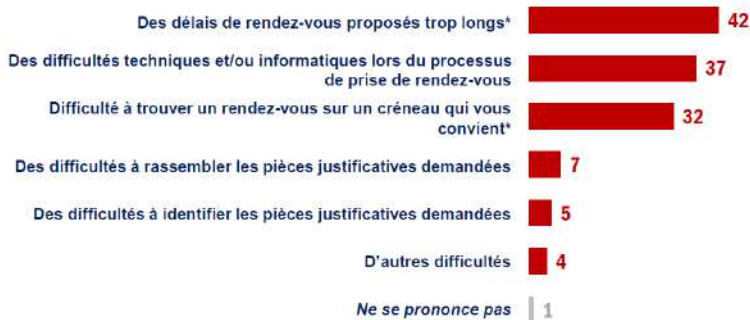 Des délais de rendez-vous proposés trop longs* 42
Des difficultés techniques et/ou informatiques lors du processus
de prise de rendez-vous 37
Difficulté à trouver un rendez-vous sur un créneau qui vous
convient* 32
Des difficultés à rassembler les pièces justificatives demandées 7
Des difficultés à identifier les pièces justificatives demandées 5
D'autres difficultés 4
Ne se prononce pas 1